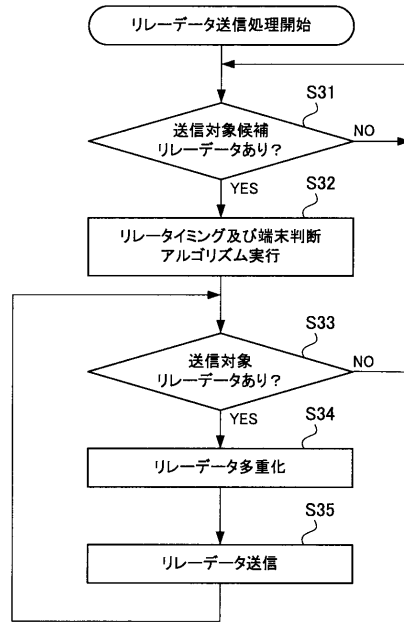 リレーデータ送信処理開始
S31
送信対象候補
リレーデータあり?
NO
YES
S32
リレータイミング及び端末判断
アルゴリズム実行
S33
送信対象
リレーデータあり?
NO
YES
S34
リレーデータ多重化
S35
リレーデータ送信